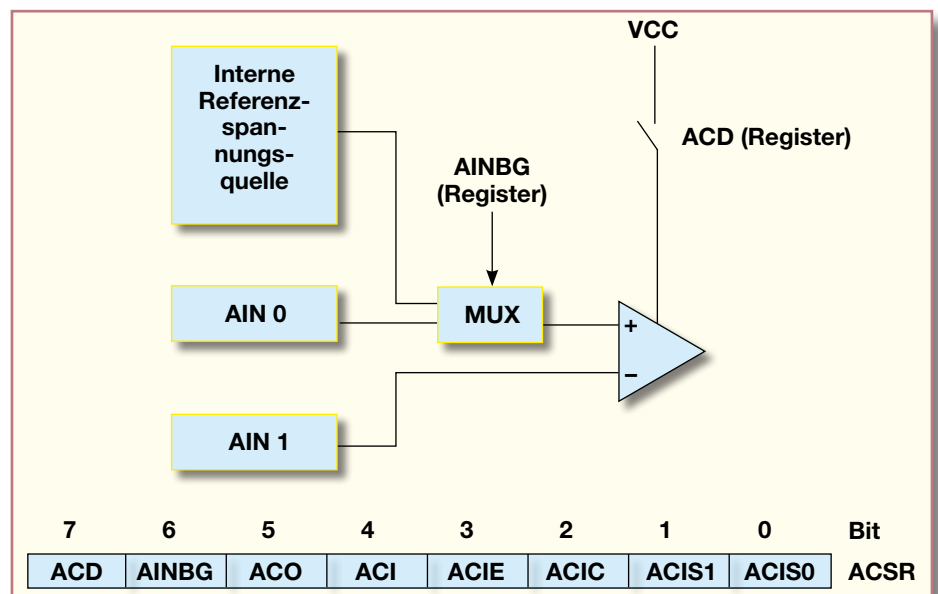 VCC
Interne
Referenz-
span-
nungs-
quelle
ACD (Register)
AINBG
(Register)
AIN 0
MUX
+
–
AIN 1
7 6 5 4 3 2 1 0 Bit
ACD AINBG ACO ACI ACIE ACIC ACIS1 ACIS0 ACSR